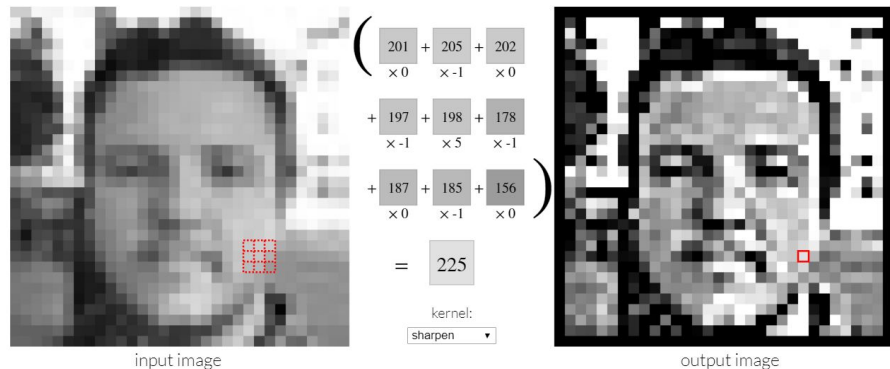 ( 201 + 205 + 202
× 0 × -1 × 0
+ 197 + 198 + 178
× -1 × 5 × -1
+ 187 + 185 + 156 )
× 0 × -1 × 0
= 225
kernel:
sharpen ▼
input image output image